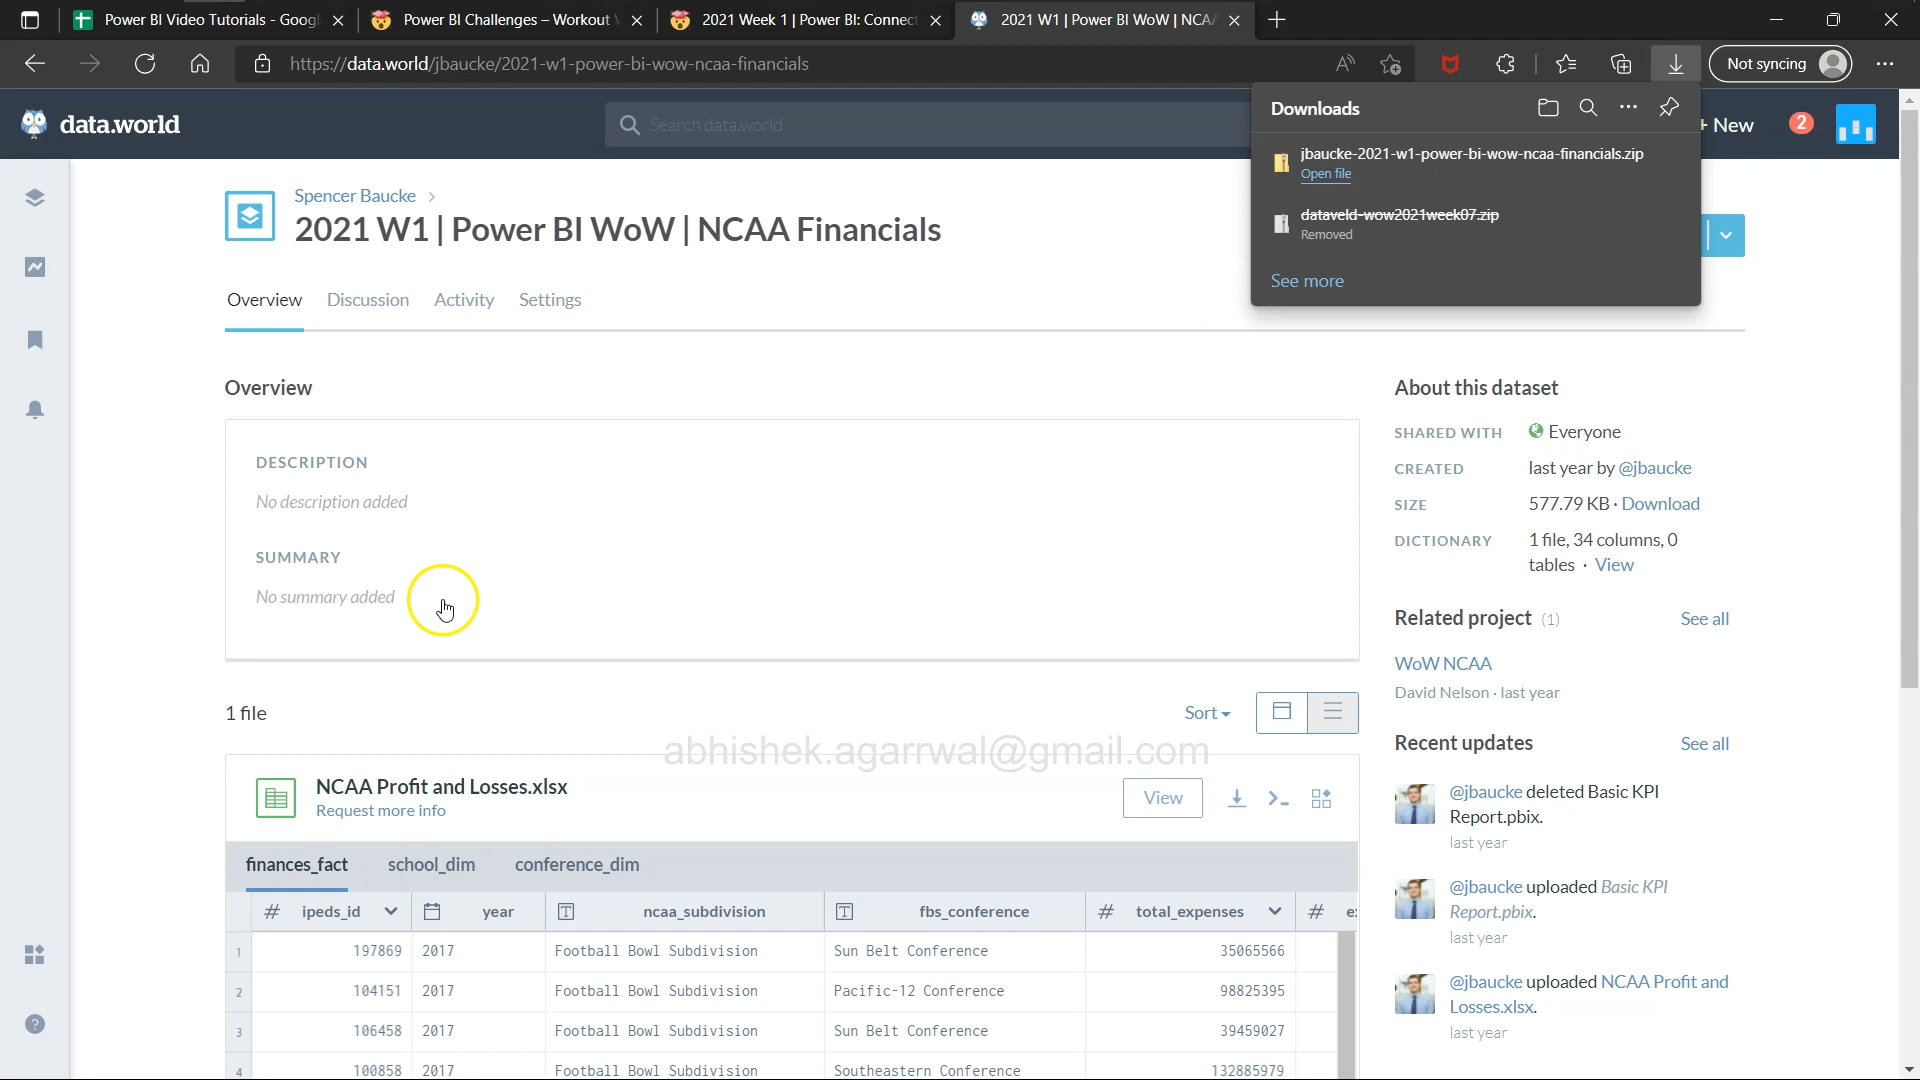 Power BI Video Tutorials - Googl
Power BI Challenges – Workout
2021 Week 1 | Power BI: Connect
2021 W1 | Power BI WoW | NCA
https://data.world/jbaucke/2021-w1-power-bi-wow-ncaa-financials
Not syncing
data.world
Search data.world
New
2
Downloads
jbaucke-2021-w1-power-bi-wow-ncaa-financials.zip
Open file
dataveld-wow2021week07.zip
Removed
See more
Spencer Baucke
2021 W1 | Power BI WoW | NCAA Financials
Overview
Discussion
Activity
Settings
Overview
DESCRIPTION
No description added
SUMMARY
No summary added
About this dataset
SHARED WITH Everyone
CREATED last year by @jbaucke
SIZE 577.79 KB · Download
DICTIONARY 1 file, 34 columns, 0
tables · View
Related project (1) See all
WoW NCAA
David Nelson · last year
Recent updates See all
@jbaucke deleted Basic KPI
Report.pbix.
last year
@jbaucke uploaded Basic KPI
Report.pbix.
last year
@jbaucke uploaded NCAA Profit and
Losses.xlsx.
last year
1 file
Sort
abhishek.agarrwal@gmail.com
NCAA Profit and Losses.xlsx
Request more info
View
finances_fact school_dim conference_dim
# ipeds_id year ncaa_subdivision fbs_conference # total_expenses # e
1 197869 2017 Football Bowl Subdivision Sun Belt Conference 35065566
2 104151 2017 Football Bowl Subdivision Pacific-12 Conference 98825395
3 106458 2017 Football Bowl Subdivision Sun Belt Conference 39459027
4 100858 2017 Football Bowl Subdivision Southeastern Conference 132885979